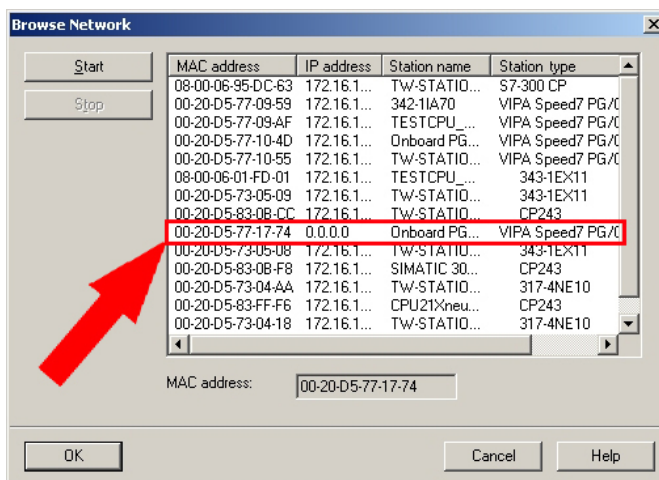 Browse Network
Start
Stop
MAC address IP address Station name Station type
08-00-06-95-DC-63 172.16.1... TW-STATIO... S7-300 CP
00-20-D5-77-09-59 172.16.1... 342-1IA70 VIPA Speed7 PG/
00-20-D5-77-09-AF 172.16.1... TESTCPU_... VIPA Speed7 PG/
00-20-D5-77-10-4D 172.16.1... Onboard PG... VIPA Speed7 PG/
00-20-D5-77-10-55 172.16.1... TW-STATIO... VIPA Speed7 PG/
08-00-06-01-FD-01 172.16.1... TESTCPU_... 343-1EX11
00-20-D5-73-05-09 172.16.1... TW-STATIO... 343-1EX11
00-20-D5-83-0B-CC 172.16.1... TW-STATIO... CP243
00-20-D5-77-17-74 0.0.0.0 Onboard PG... VIPA Speed7 PG/
00-20-D5-73-05-08 172.16.1... TW-STATIO... 343-1EX11
00-20-D5-83-0B-F8 172.16.1... SIMATIC 30... CP243
00-20-D5-73-04-AA 172.16.1... TW-STATIO... 317-4NE10
00-20-D5-83-FF-F6 172.16.1... CPU21Xneu... CP243
00-20-D5-73-04-18 172.16.1... TW-STATIO... 317-4NE10
MAC address: 00-20-D5-77-17-74
OK Cancel Help